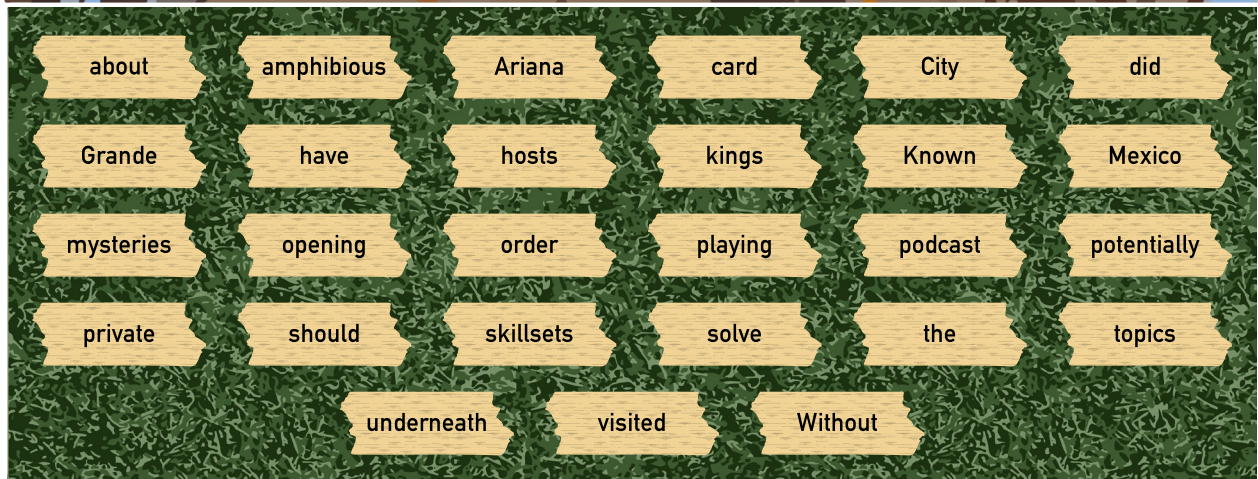 about amphibious Ariana card City did
Grande have hosts kings Known Mexico
mysteries opening order playing podcast potentially
private should skillsets solve the topics
underneath visited Without